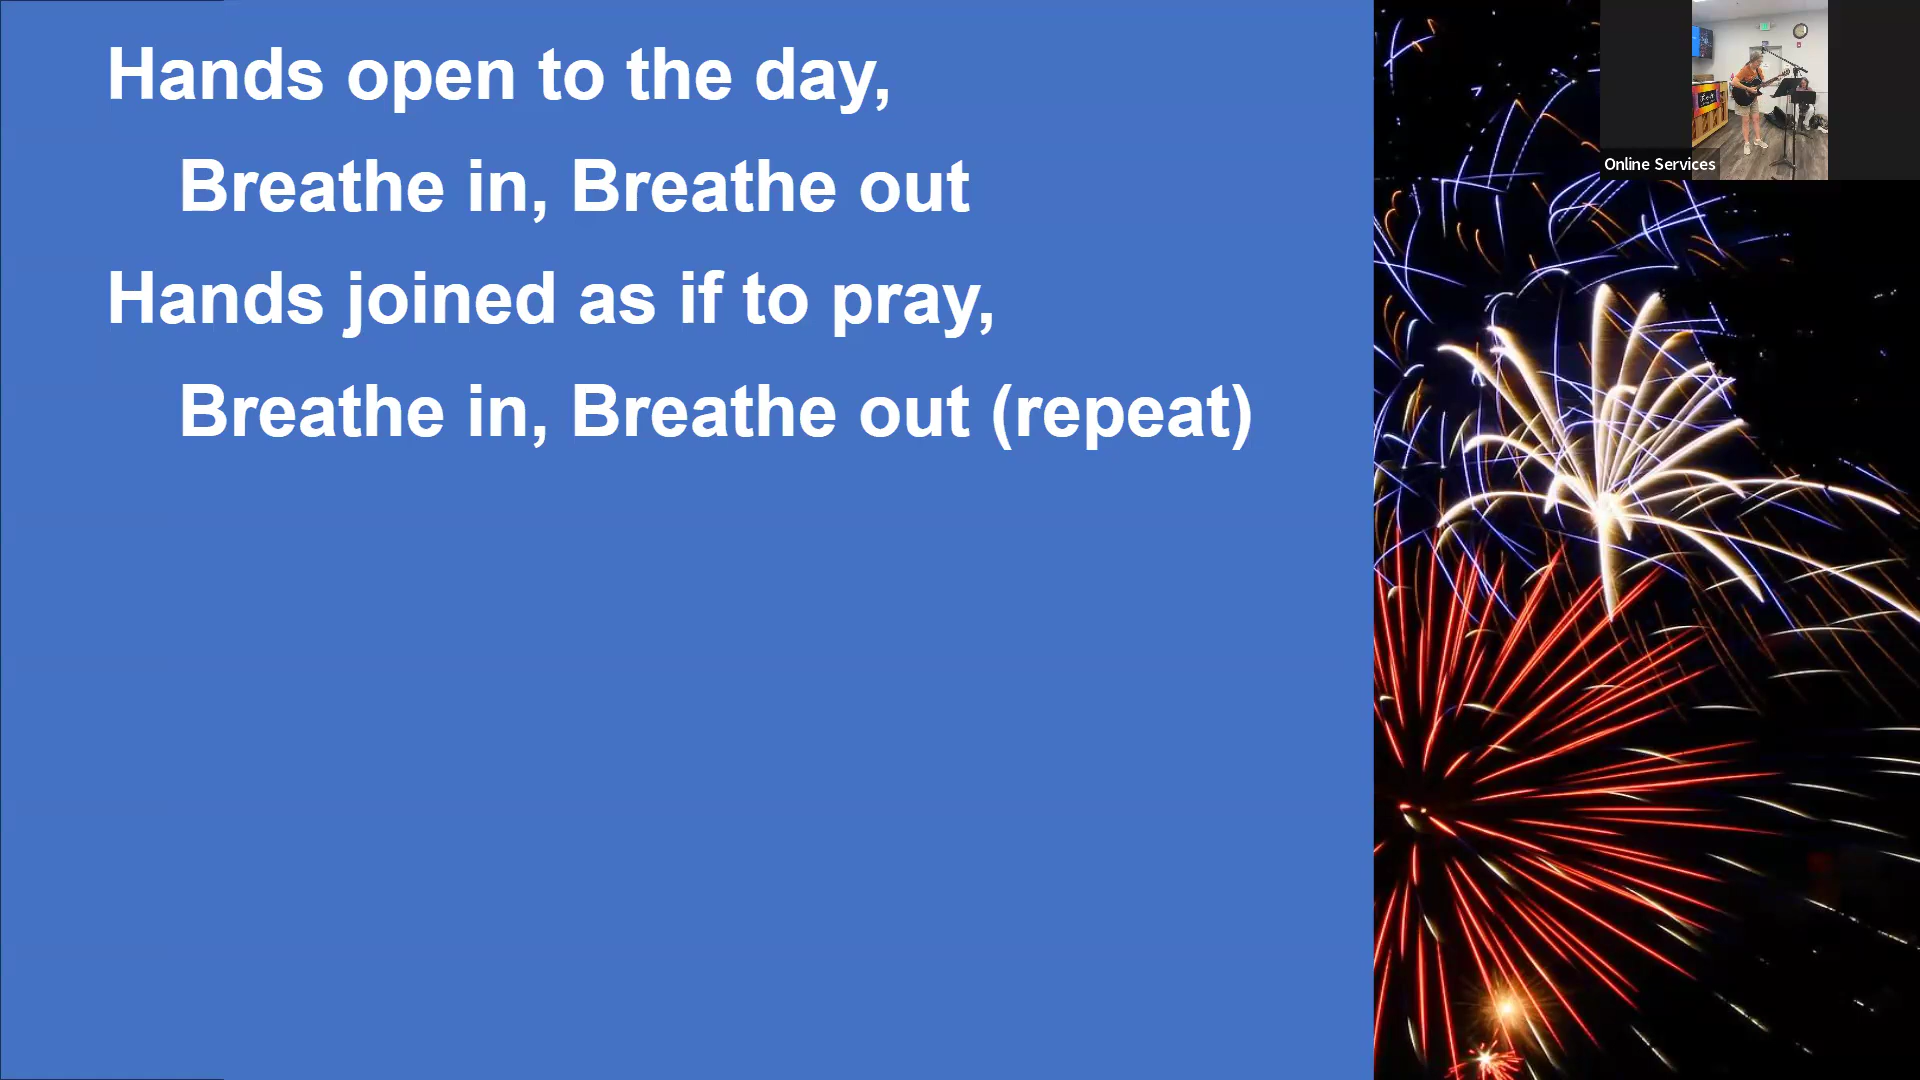 Hands open to the day,
Breathe in, Breathe out
Hands joined as if to pray,
Breathe in, Breathe out (repeat)
Online Services